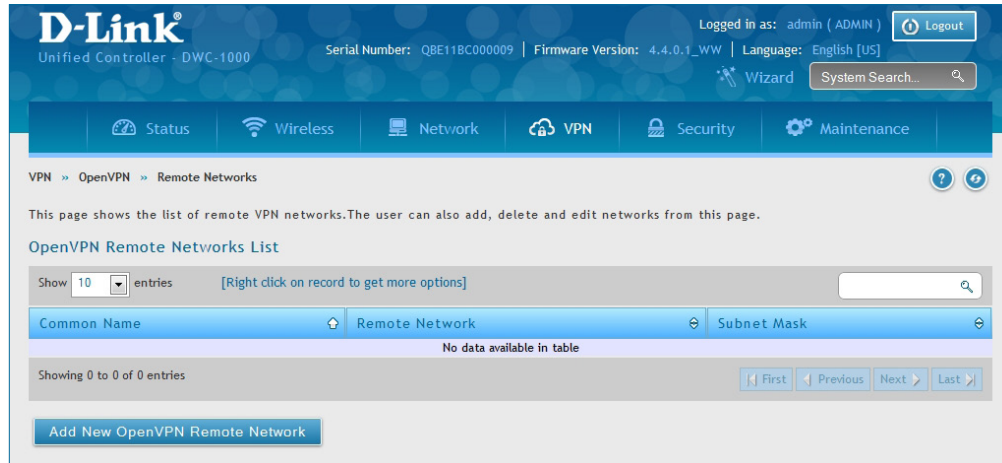 D-Link®
Unified Controller - DWC-1000
Logged in as: admin ( ADMIN ) Logout
Serial Number: QBE11BC000009 | Firmware Version: 4.4.0.1_WW | Language: English [US]
Wizard System Search...
Status Wireless Network VPN Security Maintenance
VPN » OpenVPN » Remote Networks
?
This page shows the list of remote VPN networks.The user can also add, delete and edit networks from this page.
OpenVPN Remote Networks List
Show 10 entries [Right click on record to get more options]
Common Name Remote Network Subnet Mask
No data available in table
Showing 0 to 0 of 0 entries First Previous Next Last
Add New OpenVPN Remote Network